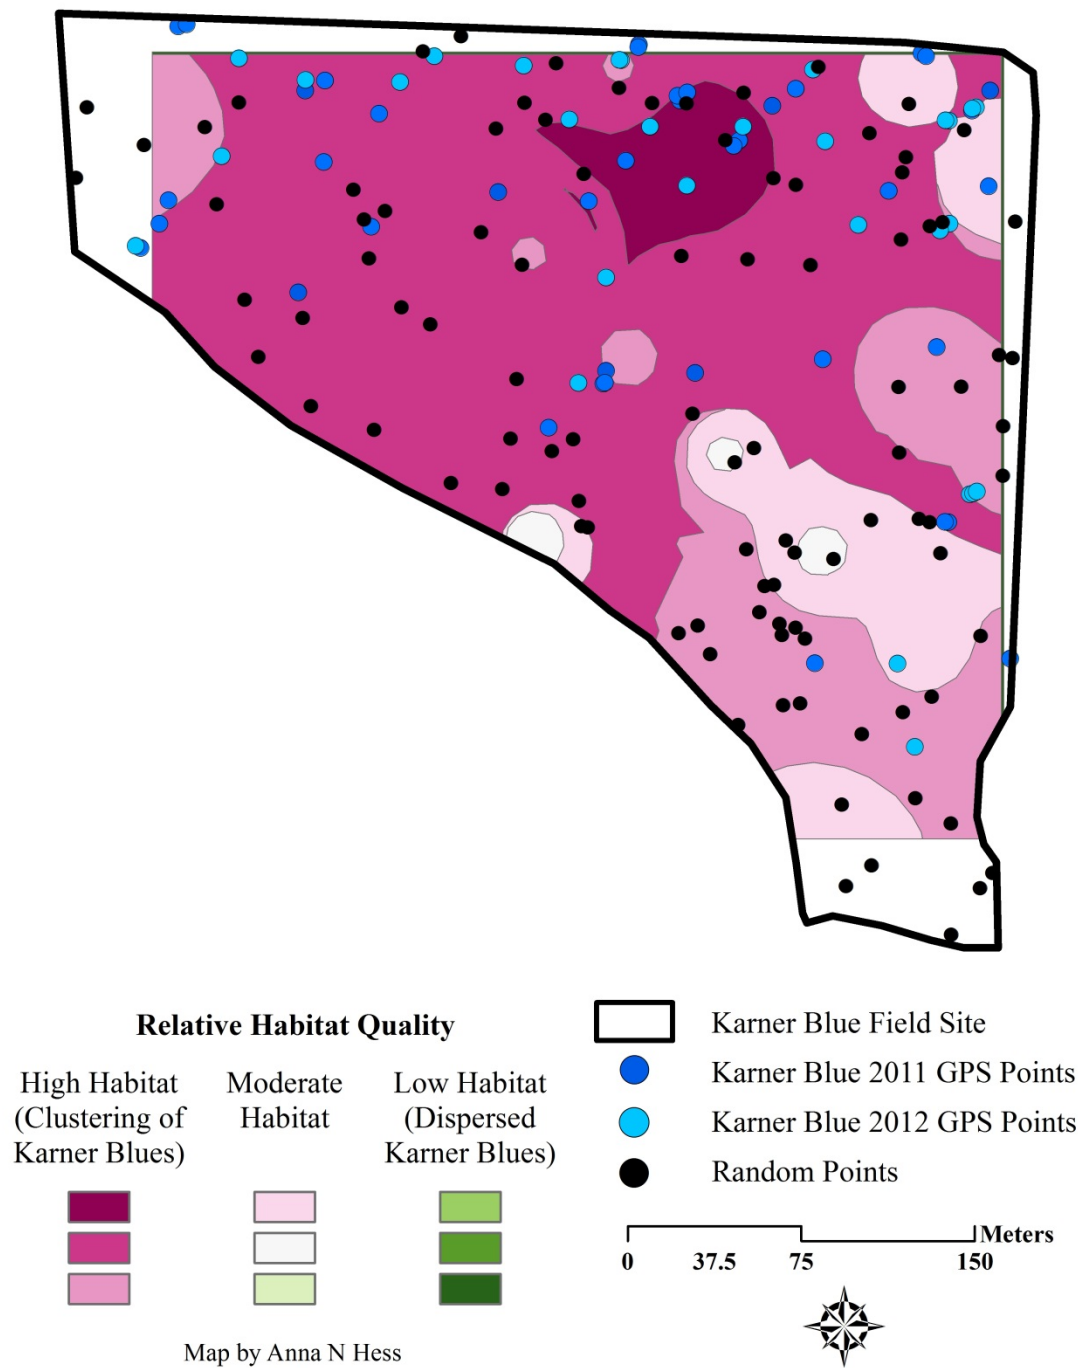 Relative Habitat Quality
High Habitat
(Clustering of
Karner Blues)
Moderate
Habitat
Low Habitat
(Dispersed
Karner Blues)
Map by Anna N Hess
Karner Blue Field Site
Karner Blue 2011 GPS Points
Karner Blue 2012 GPS Points
Random Points
Meters
0 37.5 75 150